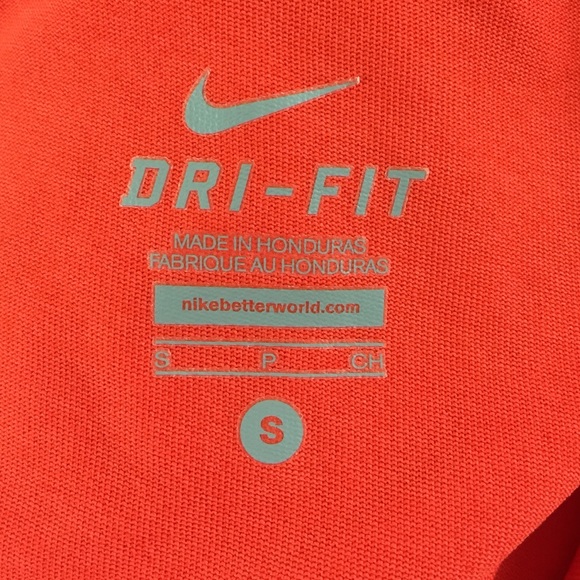 DRI-FIT
MADE IN HONDURAS
FABRIQUE AU HONDURAS
nikebetterworld.com
S P CH
S